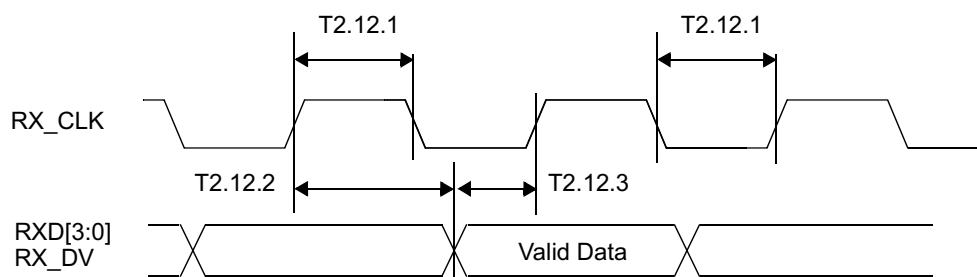 T2.12.1 T2.12.1
RX_CLK
T2.12.2 T2.12.3
RXD[3:0]
RX_DV Valid Data